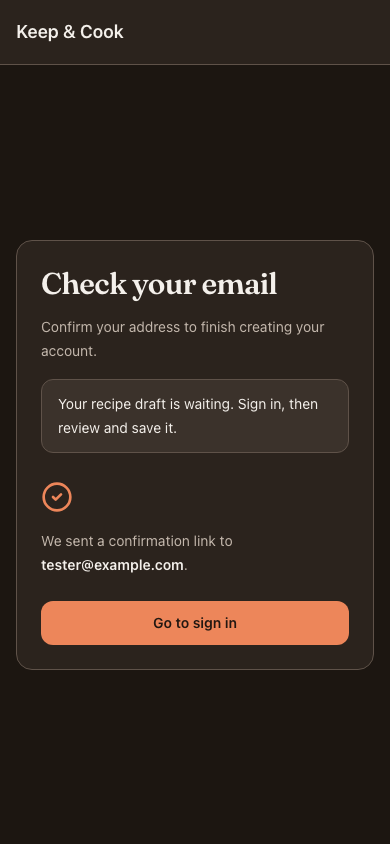 Keep & Cook
Check your email
Confirm your address to finish creating your
account.
Your recipe draft is waiting. Sign in, then
review and save it.
We sent a confirmation link to
tester@example.com.
Go to sign in